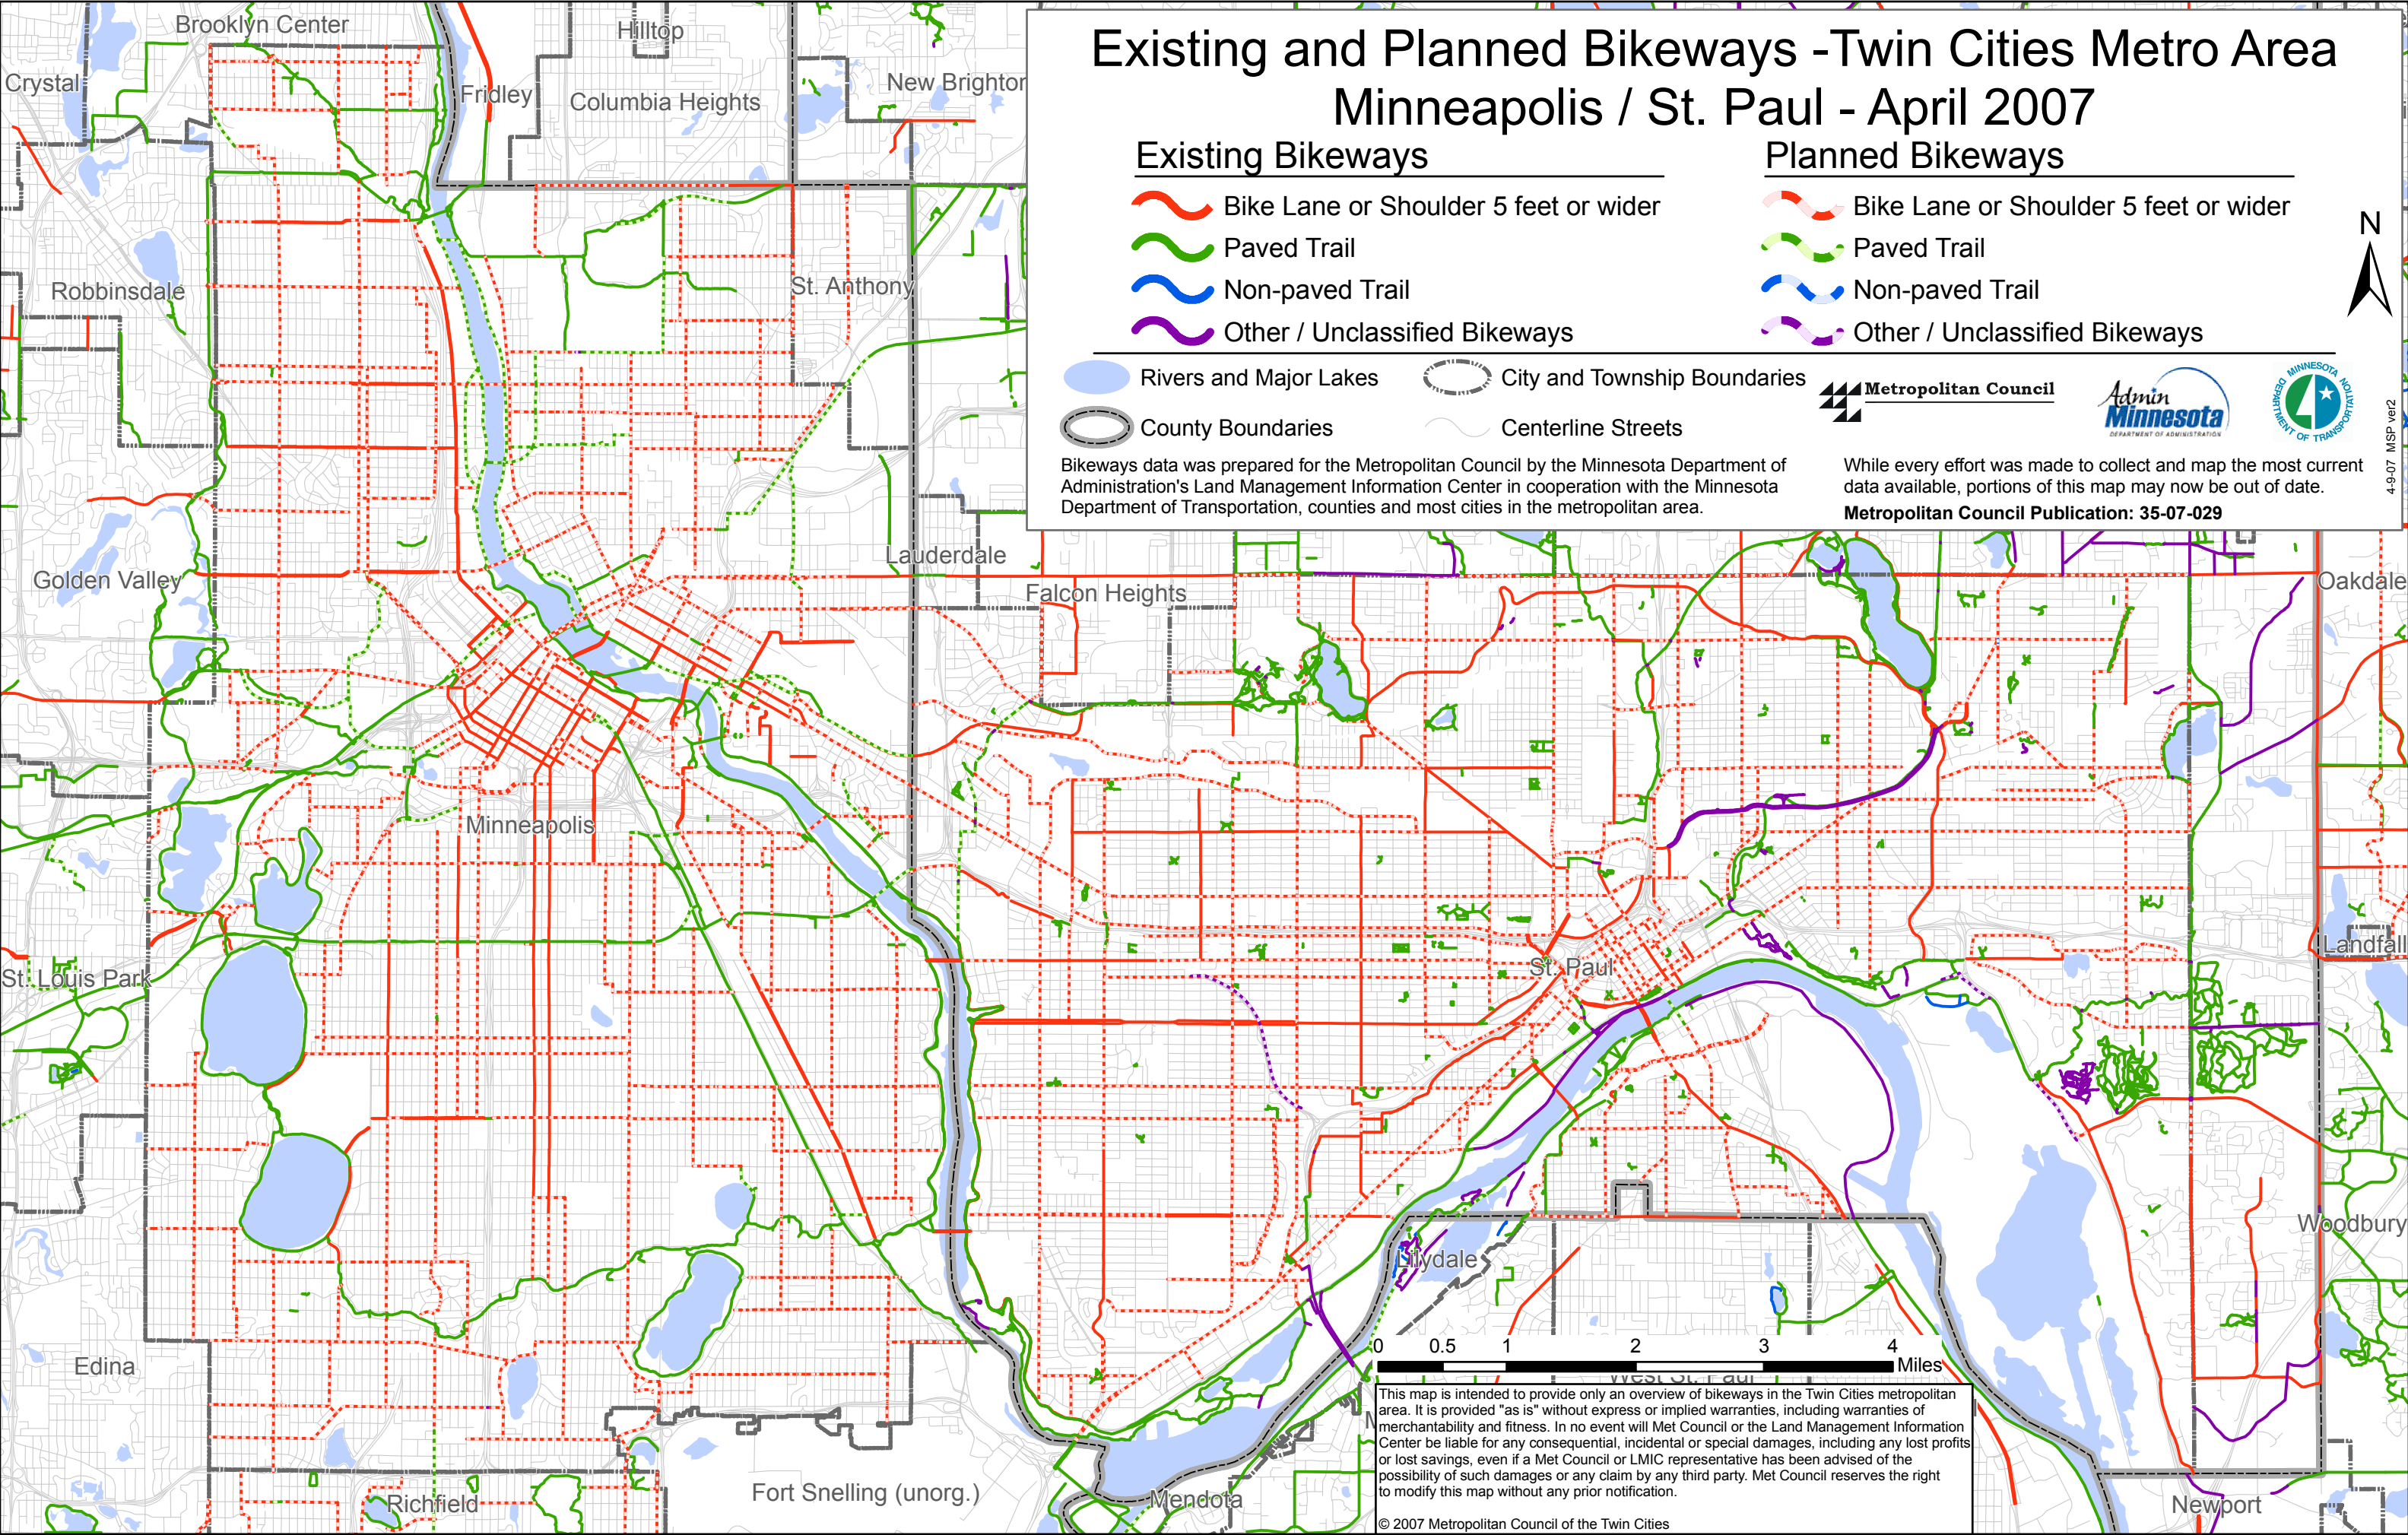 Existing and Planned Bikeways -Twin Cities Metro Area
Minneapolis / St. Paul - April 2007
Existing Bikeways
Bike Lane or Shoulder 5 feet or wider
Paved Trail
Non-paved Trail
Other / Unclassified Bikeways
Planned Bikeways
Bike Lane or Shoulder 5 feet or wider
Paved Trail
Non-paved Trail
Other / Unclassified Bikeways
N
Rivers and Major Lakes
City and Township Boundaries
County Boundaries
Centerline Streets
Metropolitan Council
Admin
Minnesota
DEPARTMENT OF ADMINISTRATION
MINNESOTA
DEPARTMENT OF TRANSPORTATION
4-9-07 MSP ver2
Bikeways data was prepared for the Metropolitan Council by the Minnesota Department of
Administration's Land Management Information Center in cooperation with the Minnesota
Department of Transportation, counties and most cities in the metropolitan area.
While every effort was made to collect and map the most current
data available, portions of this map may now be out of date.
Metropolitan Council Publication: 35-07-029
Brooklyn Center
Hilltop
Crystal
Fridley
Columbia Heights
New Brighton
Robbinsdale
St. Anthony
Lauderdale
Golden Valley
Falcon Heights
Oakdale
Minneapolis
St. Louis Park
St. Paul
Landfall
Lilydale
Woodbury
Edina
West St. Paul
Richfield
Fort Snelling (unorg.)
Mendota
Newport
0 0.5 1 2 3 4
Miles
This map is intended to provide only an overview of bikeways in the Twin Cities metropolitan
area. It is provided "as is" without express or implied warranties, including warranties of
merchantability and fitness. In no event will Met Council or the Land Management Information
Center be liable for any consequential, incidental or special damages, including any lost profits
or lost savings, even if a Met Council or LMIC representative has been advised of the
possibility of such damages or any claim by any third party. Met Council reserves the right
to modify this map without any prior notification.
© 2007 Metropolitan Council of the Twin Cities